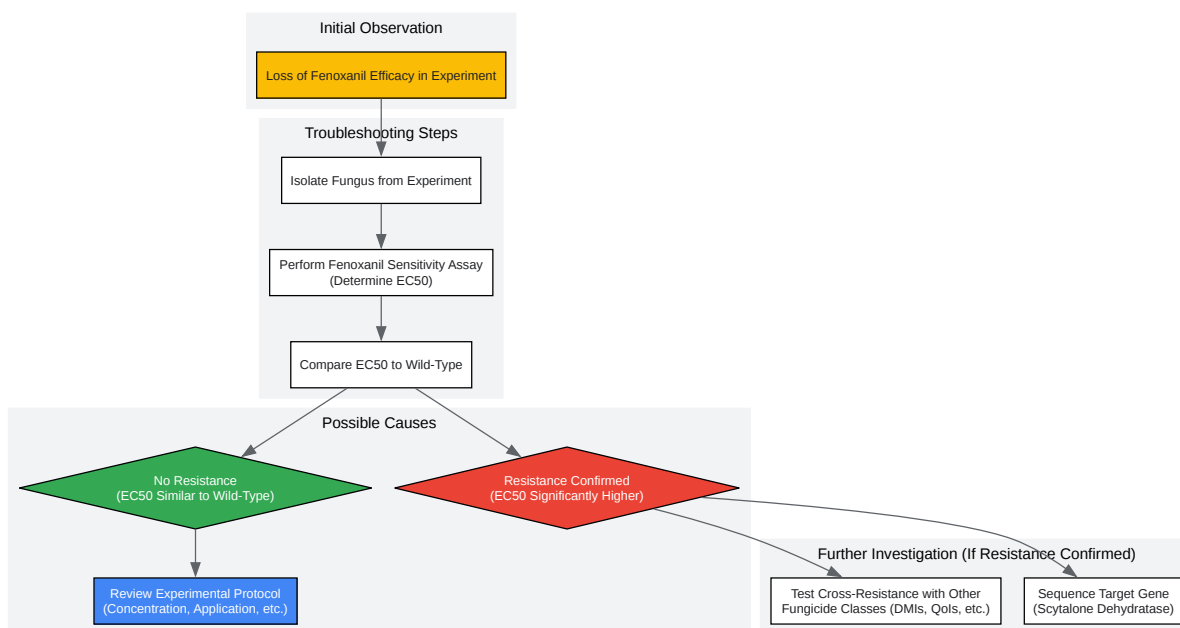 Initial Observation
Loss of Fenoxanil Efficacy in Experiment
Troubleshooting Steps
Isolate Fungus from Experiment
Perform Fenoxanil Sensitivity Assay
(Determine EC50)
Compare EC50 to Wild-Type
Possible Causes
No Resistance
(EC50 Similar to Wild-Type)
Resistance Confirmed
(EC50 Significantly Higher)
Review Experimental Protocol
(Concentration, Application, etc.)
Further Investigation (If Resistance Confirmed)
Test Cross-Resistance with Other
Fungicide Classes (DMIs, QoIs, etc.)
Sequence Target Gene
(Scytalone Dehydratase)